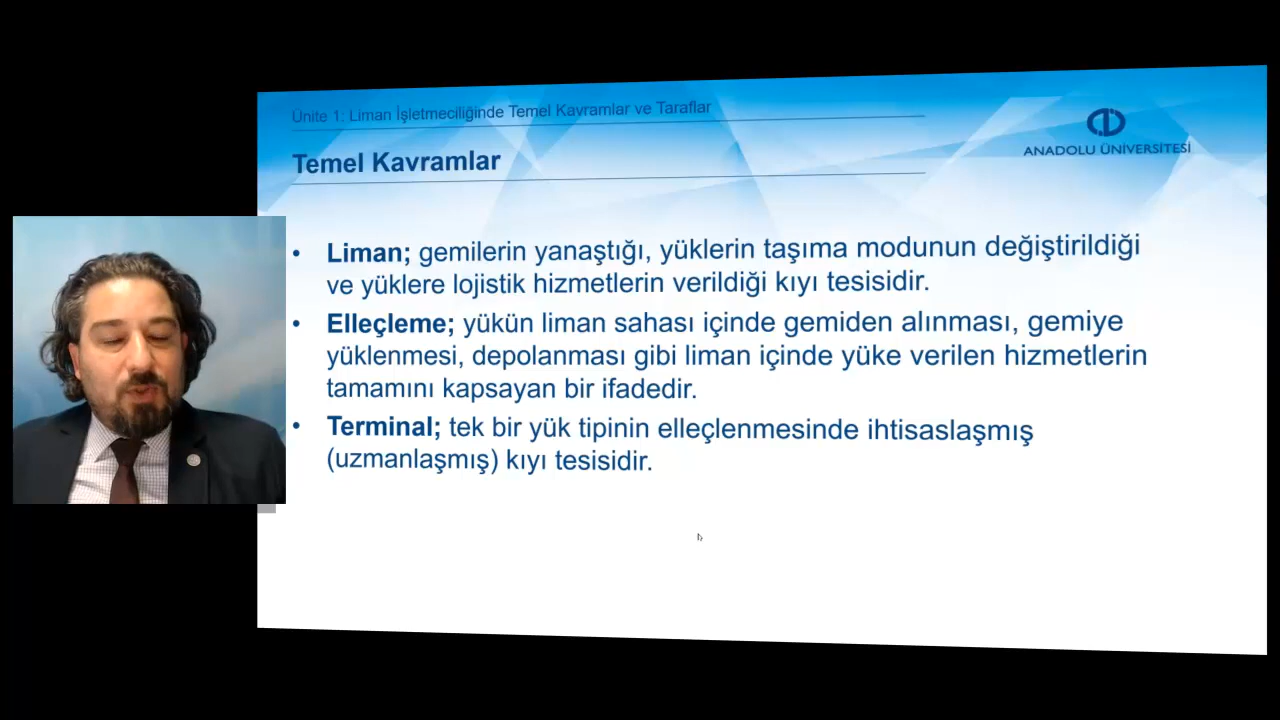 Ünite 1: Liman İşletmeciliğinde Temel Kavramlar ve Taraflar
ANADOLU ÜNİVERSİTESİ
Temel Kavramlar
• Liman; gemilerin yanaştığı, yüklerin taşıma modunun değiştirildiği
ve yüklere lojistik hizmetlerin verildiği kıyı tesisidir.
• Elleçleme; yükün liman sahası içinde gemiden alınması, gemiye
yüklenmesi, depolanması gibi liman içinde yüke verilen hizmetlerin
tamamını kapsayan bir ifadedir.
• Terminal; tek bir yük tipinin elleçlenmesinde ihtisaslaşmış
(uzmanlaşmış) kıyı tesisidir.